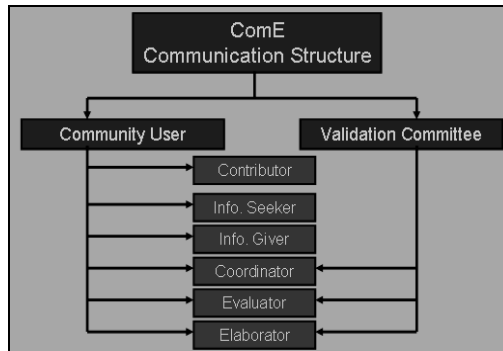 ComE
Communication Structure
Community User
Validation Committee
Contributor
Info. Seeker
Info. Giver
Coordinator
Evaluator
Elaborator